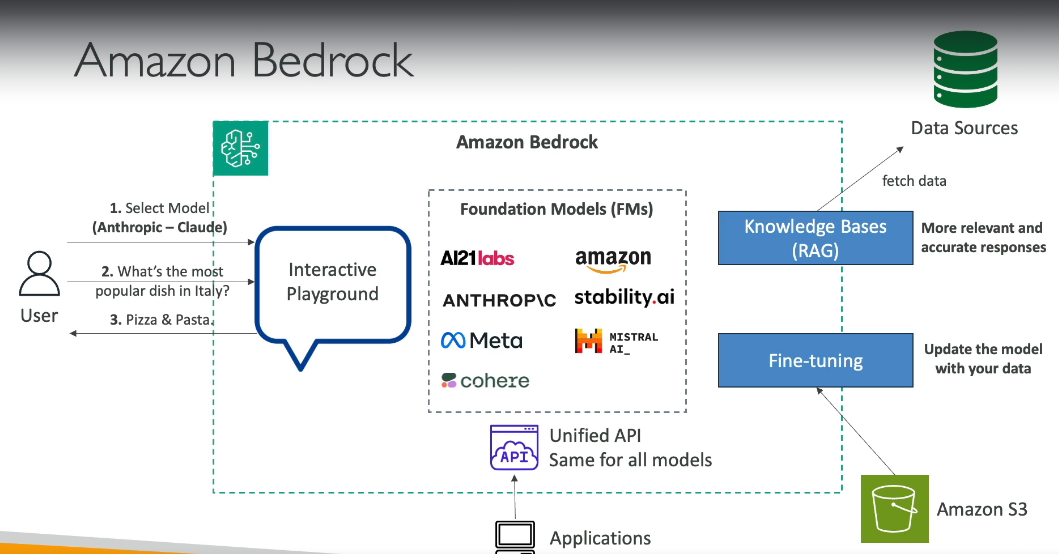 Amazon Bedrock
Data Sources
Amazon Bedrock
fetch data
1. Select Model
(Anthropic – Claude)
2. What's the most
popular dish in Italy?
3. Pizza & Pasta.
User
Interactive
Playground
Foundation Models (FMs)
AI21labs
amazon
ANTHROP\C
stability.ai
Meta
MISTRAL
AI_
cohere
Knowledge Bases
(RAG)
More relevant and
accurate responses
Fine-tuning
Update the model
with your data
API
Unified API
Same for all models
Amazon S3
Applications